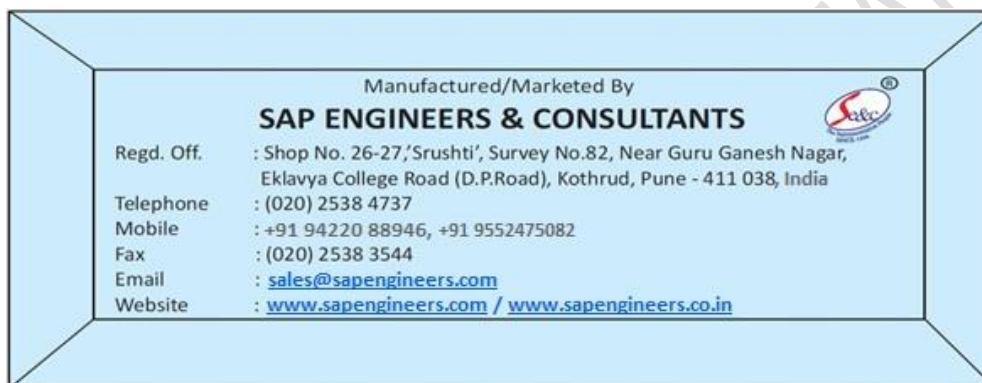 Manufactured/Marketed By
SAP ENGINEERS & CONSULTANTS
Sa&c
®
Regd. Off. : Shop No. 26-27,'Srushti', Survey No.82, Near Guru Ganesh Nagar,
Eklavya College Road (D.P.Road), Kothrud, Pune - 411 038, India
Telephone : (020) 2538 4737
Mobile : +91 94220 88946, +91 9552475082
Fax : (020) 2538 3544
Email : sales@sapengineers.com
Website : www.sapengineers.com / www.sapengineers.co.in